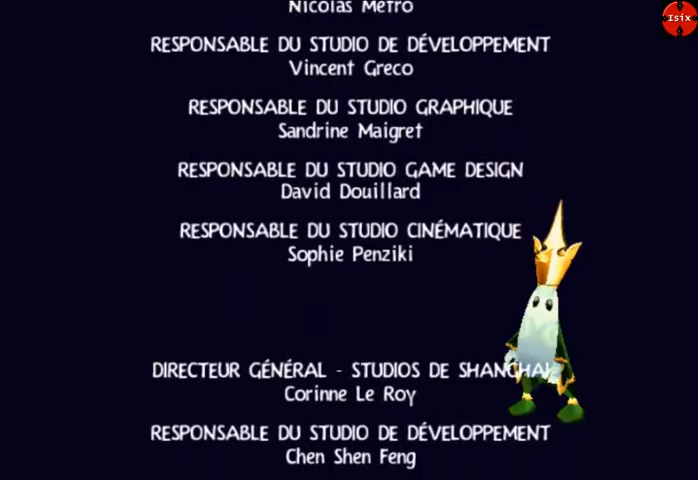 Nicolas Metro
RESPONSABLE DU STUDIO DE DÉVELOPPEMENT
Vincent Greco
RESPONSABLE DU STUDIO GRAPHIQUE
Sandrine Maigret
RESPONSABLE DU STUDIO GAME DESIGN
David Douillard
RESPONSABLE DU STUDIO CINÉMATIQUE
Sophie Penziki
DIRECTEUR GÉNÉRAL - STUDIOS DE SHANGHAI
Corinne Le Roy
RESPONSABLE DU STUDIO DE DÉVELOPPEMENT
Chen Shen Feng
Isix